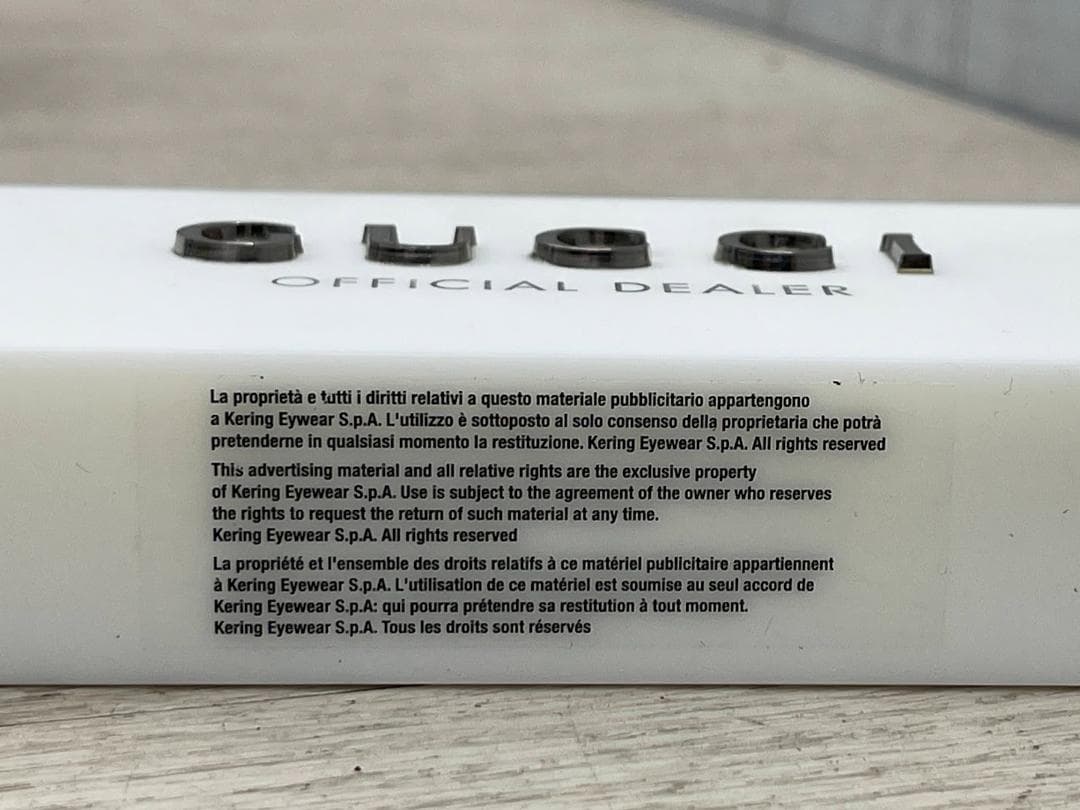 GUCCI
OFFICIAL DEALER
La proprietà e tutti i diritti relativi a questo materiale pubblicitario appartengono
a Kering Eywear S.p.A. L'utilizzo è sottoposto al solo consenso della proprietaria che potrà
pretenderne in qualsiasi momento la restituzione. Kering Eyewear S.p.A. All rights reserved
This advertising material and all relative rights are the exclusive property
of Kering Eyewear S.p.A. Use is subject to the agreement of the owner who reserves
the rights to request the return of such material at any time.
Kering Eyewear S.p.A. All rights reserved
La propriété et l'ensemble des droits relatifs à ce matériel publicitaire appartiennent
à Kering Eyewear S.p.A. L'utilisation de ce matériel est soumise au seul accord de
Kering Eyewear S.p.A: qui pourra prétendre sa restitution à tout moment.
Kering Eyewear S.p.A. Tous les droits sont réservés